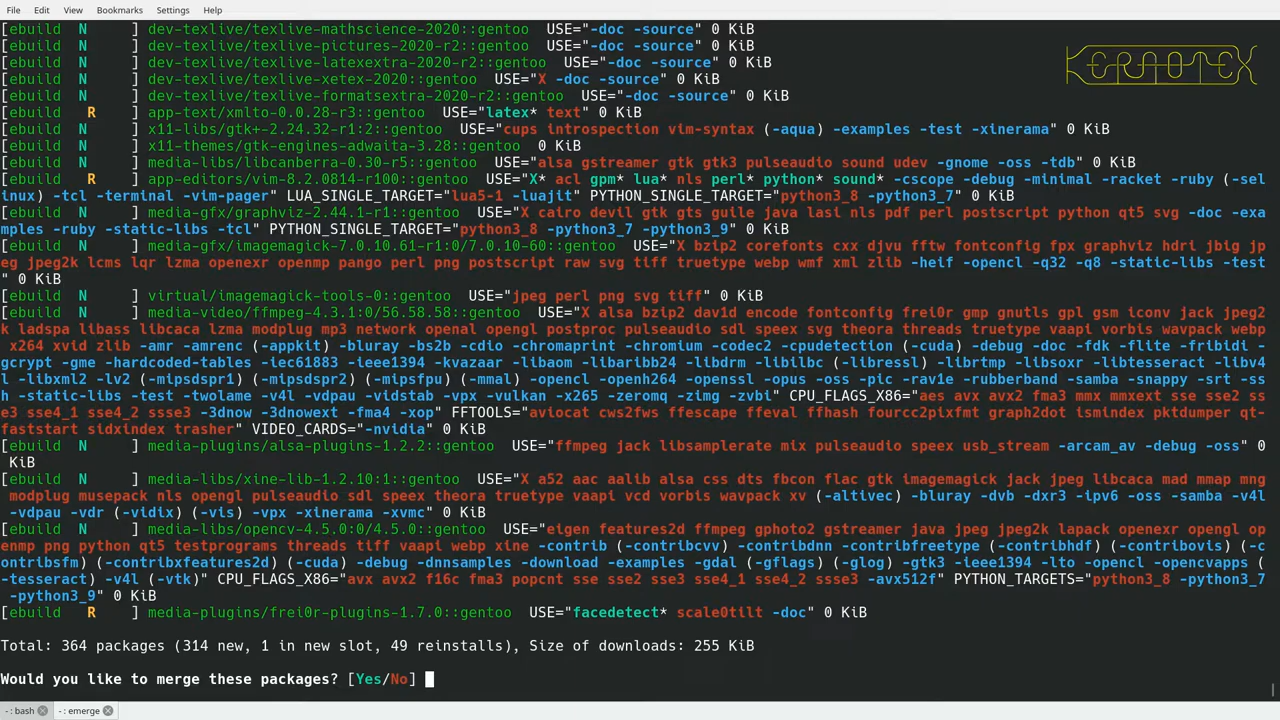 File Edit View Bookmarks Settings Help
[ebuild N ] dev-texlive/texlive-mathscience-2020::gentoo USE="-doc -source" 0 KiB
[ebuild N ] dev-texlive/texlive-pictures-2020-r2::gentoo USE="-doc -source" 0 KiB
[ebuild N ] dev-texlive/texlive-latexextra-2020-r2::gentoo USE="-doc -source" 0 KiB
[ebuild N ] dev-texlive/texlive-xetex-2020::gentoo USE="X -doc -source" 0 KiB
[ebuild N ] dev-texlive/texlive-formatsextra-2020-r2::gentoo USE="-doc -source" 0 KiB
[ebuild R ] app-text/xmlto-0.0.28-r3::gentoo USE="latex* text" 0 KiB
[ebuild N ] x11-libs/gtk+-2.24.32-r1:2::gentoo USE="cups introspection vim-syntax (-aqua) -examples -test -xinerama" 0 KiB
[ebuild N ] x11-themes/gtk-engines-adwaita-3.28::gentoo 0 KiB
[ebuild N ] media-libs/libcanberra-0.30-r5::gentoo USE="alsa gstreamer gtk gtk3 pulseaudio sound udev -gnome -oss -tdb" 0 KiB
[ebuild R ] app-editors/vim-8.2.0814-r100::gentoo USE="X* acl gpm* lua* nls perl* python* sound* -cscope -debug -minimal -racket -ruby (-sel
inux) -tcl -terminal -vim-pager" LUA_SINGLE_TARGET="lua5-1 -luajit" PYTHON_SINGLE_TARGET="python3_8 -python3_7" 0 KiB
[ebuild N ] media-gfx/graphviz-2.44.1-r1::gentoo USE="X cairo devil gtk gts guile java lasi nls pdf perl postscript python qt5 svg -doc -exa
mples -ruby -static-libs -tcl" PYTHON_SINGLE_TARGET="python3_8 -python3_7 -python3_9" 0 KiB
[ebuild N ] media-gfx/imagemagick-7.0.10.61-r1:0/7.0.10-60::gentoo USE="X bzip2 corefonts cxx djvu fftw fontconfig fpx graphviz hdri jbig jp
eg jpeg2k lcms lqr lzma openexr openmp pango perl png postscript raw svg tiff truetype webp wmf xml zlib -heif -opencl -q32 -q8 -static-libs -test
" 0 KiB
[ebuild N ] virtual/imagemagick-tools-0::gentoo USE="jpeg perl png svg tiff" 0 KiB
[ebuild N ] media-video/ffmpeg-4.3.1:0/56.58.58::gentoo USE="X alsa bzip2 dav1d encode fontconfig frei0r gmp gnutls gpl gsm iconv jack jpeg2
k ladspa libass libcaca lzma modplug mp3 network openal opengl postproc pulseaudio sdl speex svg theora threads truetype vaapi vorbis wavpack webp
x264 xvid zlib -amr -amrenc (-appkit) -bluray -bs2b -cdio -chromaprint -chromium -codec2 -cpudetection (-cuda) -debug -doc -fdk -flite -fribidi -
gcrypt -gme -hardcoded-tables -iec61883 -ieee1394 -kvazaar -libaom -libaribb24 -libdrm -libilbc (-libressl) -librtmp -libsoxr -libtesseract -libv4
l -libxml2 -lv2 (-mipsdspr1) (-mipsdspr2) (-mipsfpu) (-mmal) -opencl -openh264 -openssl -opus -oss -pic -rav1e -rubberband -samba -snappy -srt -ss
h -static-libs -test -twolame -v4l -vdpau -vidstab -vpx -vulkan -x265 -zeromq -zimg -zvbi" CPU_FLAGS_X86="aes avx avx2 fma3 mmx mmxext sse sse2 ss
e3 sse4_1 sse4_2 ssse3 -3dnow -3dnowext -fma4 -xop" FFTOOLS="aviocat cws2fws ffescape ffeval ffhash fourcc2pixfmt graph2dot ismindex pktdumper qt-
faststart sidxindex trasher" VIDEO_CARDS="-nvidia" 0 KiB
[ebuild N ] media-plugins/alsa-plugins-1.2.2::gentoo USE="ffmpeg jack libsamplerate mix pulseaudio speex usb_stream -arcam_av -debug -oss" 0
KiB
[ebuild N ] media-libs/xine-lib-1.2.10:1::gentoo USE="X a52 aac aalib alsa css dts fbcon flac gtk imagemagick jack jpeg libcaca mad mmap mng
modplug musepack nls opengl pulseaudio sdl speex theora truetype vaapi vcd vorbis wavpack xv (-altivec) -bluray -dvb -dxr3 -ipv6 -oss -samba -v4l
-vdpau -vdr (-vidix) (-vis) -vpx -xinerama -xvmc" 0 KiB
[ebuild N ] media-libs/opencv-4.5.0:0/4.5.0::gentoo USE="eigen features2d ffmpeg gphoto2 gstreamer java jpeg jpeg2k lapack openexr opengl op
enmp png python qt5 testprograms threads tiff vaapi webp xine -contrib (-contribcvv) -contribdnn -contribfreetype (-contribhdf) (-contribovis) (-c
ontribsfm) (-contribxfeatures2d) (-cuda) -debug -dnnsamples -download -examples -gdal (-gflags) (-glog) -gtk3 -ieee1394 -lto -opencl -opencvapps (
-tesseract) -v4l (-vtk)" CPU_FLAGS_X86="avx avx2 f16c fma3 popcnt sse sse2 sse3 sse4_1 sse4_2 ssse3 -avx512f" PYTHON_TARGETS="python3_8 -python3_7
-python3_9" 0 KiB
[ebuild R ] media-plugins/frei0r-plugins-1.7.0::gentoo USE="facedetect* scale0tilt -doc" 0 KiB
Total: 364 packages (314 new, 1 in new slot, 49 reinstalls), Size of downloads: 255 KiB
Would you like to merge these packages? [Yes/No]
- : bash - : emerge